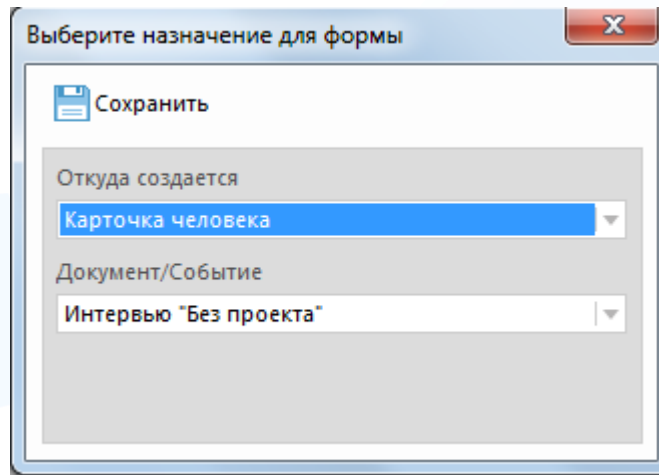 Выберите назначение для формы
Сохранить
Откуда создается
Карточка человека
Документ/Событие
Интервью "Без проекта"